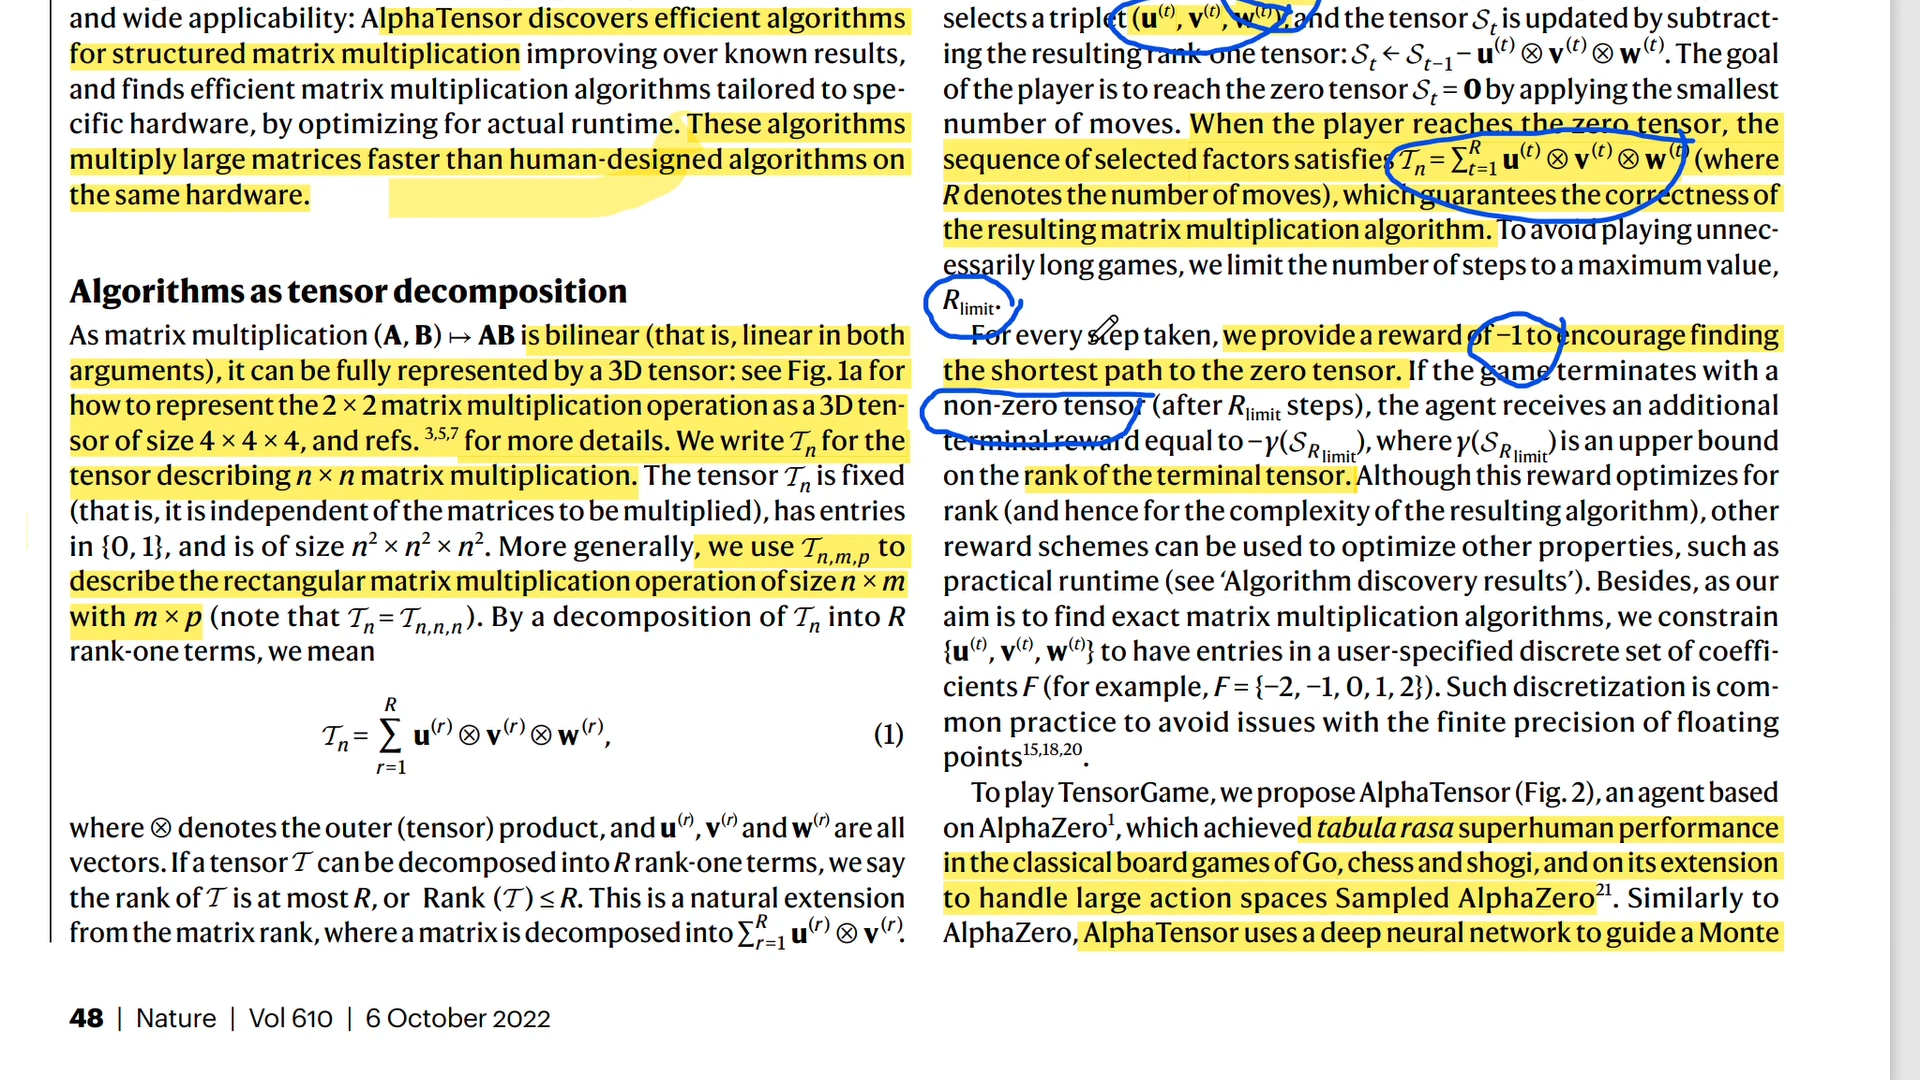 and wide applicability: AlphaTensor discovers efficient algorithms
for structured matrix multiplication improving over known results,
and finds efficient matrix multiplication algorithms tailored to spe-
cific hardware, by optimizing for actual runtime. These algorithms
multiply large matrices faster than human-designed algorithms on
the same hardware.
Algorithms as tensor decomposition
As matrix multiplication (A, B) ↦ AB is bilinear (that is, linear in both
arguments), it can be fully represented by a 3D tensor: see Fig. 1a for
how to represent the 2 × 2 matrix multiplication operation as a 3D ten-
sor of size 4 × 4 × 4, and refs. 3,5,7 for more details. We write 𝒯n for the
tensor describing n × n matrix multiplication. The tensor 𝒯n is fixed
(that is, it is independent of the matrices to be multiplied), has entries
in {0, 1}, and is of size n² × n² × n². More generally, we use 𝒯n,m,p to
describe the rectangular matrix multiplication operation of size n × m
with m × p (note that 𝒯n = 𝒯n,n,n). By a decomposition of 𝒯n into R
rank-one terms, we mean
𝒯n = ∑_{r=1}^{R} u(r) ⊗ v(r) ⊗ w(r), (1)
where ⊗ denotes the outer (tensor) product, and u(r), v(r) and w(r) are all
vectors. If a tensor 𝒯 can be decomposed into R rank-one terms, we say
the rank of 𝒯 is at most R, or Rank (𝒯) ≤ R. This is a natural extension
from the matrix rank, where a matrix is decomposed into ∑_{r=1}^{R} u(r) ⊗ v(r).
selects a triplet (u(t), v(t), w(t)), and the tensor 𝒮t is updated by subtract-
ing the resulting rank-one tensor: 𝒮t ← 𝒮t−1 − u(t) ⊗ v(t) ⊗ w(t). The goal
of the player is to reach the zero tensor 𝒮t = 0 by applying the smallest
number of moves. When the player reaches the zero tensor, the
sequence of selected factors satisfies 𝒯n = ∑_{t=1}^{R} u(t) ⊗ v(t) ⊗ w(t) (where
R denotes the number of moves), which guarantees the correctness of
the resulting matrix multiplication algorithm. To avoid playing unnec-
essarily long games, we limit the number of steps to a maximum value,
Rlimit.
For every step taken, we provide a reward of −1 to encourage finding
the shortest path to the zero tensor. If the game terminates with a
non-zero tensor (after Rlimit steps), the agent receives an additional
terminal reward equal to −γ(𝒮Rlimit), where γ(𝒮Rlimit) is an upper bound
on the rank of the terminal tensor. Although this reward optimizes for
rank (and hence for the complexity of the resulting algorithm), other
reward schemes can be used to optimize other properties, such as
practical runtime (see ‘Algorithm discovery results’). Besides, as our
aim is to find exact matrix multiplication algorithms, we constrain
{u(t), v(t), w(t)} to have entries in a user-specified discrete set of coeffi-
cients F (for example, F = {−2, −1, 0, 1, 2}). Such discretization is com-
mon practice to avoid issues with the finite precision of floating
points15,18,20.
To play TensorGame, we propose AlphaTensor (Fig. 2), an agent based
on AlphaZero1, which achieved tabula rasa superhuman performance
in the classical board games of Go, chess and shogi, and on its extension
to handle large action spaces Sampled AlphaZero21. Similarly to
AlphaZero, AlphaTensor uses a deep neural network to guide a Monte
48 | Nature | Vol 610 | 6 October 2022